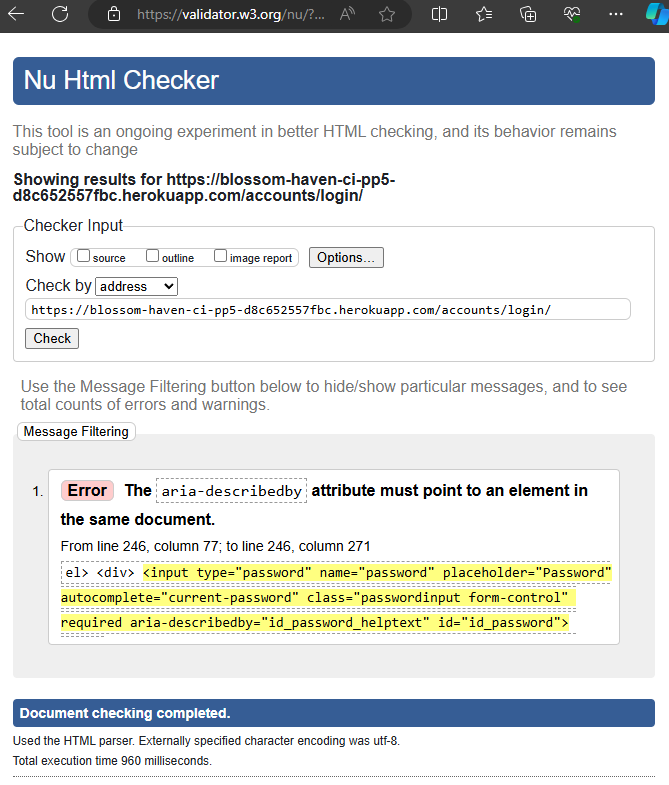 https://validator.w3.org/nu/?...
Nu Html Checker
This tool is an ongoing experiment in better HTML checking, and its behavior remains
subject to change
Showing results for https://blossom-haven-ci-pp5-
d8c652557fbc.herokuapp.com/accounts/login/
Checker Input
Show source outline image report Options...
Check by address
https://blossom-haven-ci-pp5-d8c652557fbc.herokuapp.com/accounts/login/
Check
Use the Message Filtering button below to hide/show particular messages, and to see
total counts of errors and warnings.
Message Filtering
1. Error The aria-describedby attribute must point to an element in
the same document.
From line 246, column 77; to line 246, column 271
el> <div> <input type="password" name="password" placeholder="Password"
autocomplete="current-password" class="passwordinput form-control"
required aria-describedby="id_password_helptext" id="id_password">
Document checking completed.
Used the HTML parser. Externally specified character encoding was utf-8.
Total execution time 960 milliseconds.